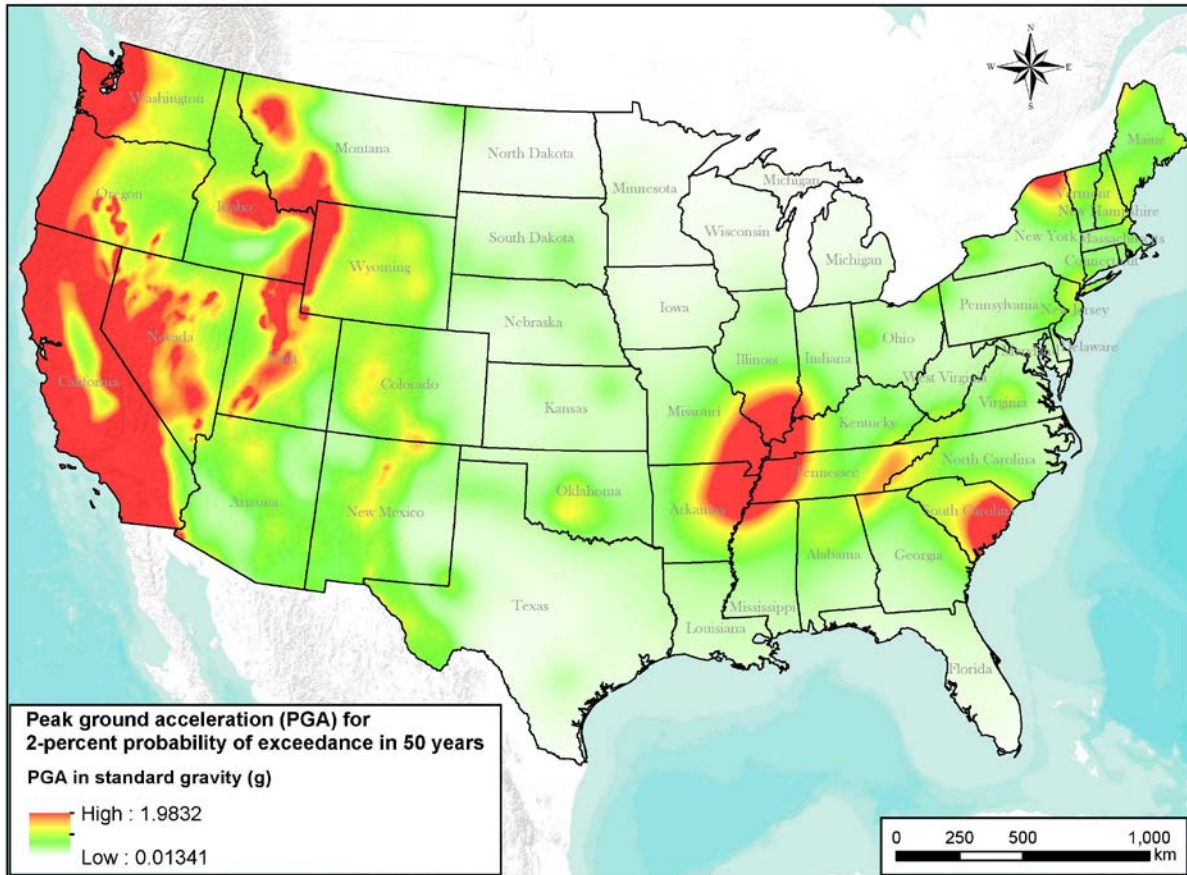 N
W E
S
Washington
Montana
North Dakota
Minnesota
Michigan
Maine
Oregon
Idaho
Vermont
New Hampshire
Wisconsin
South Dakota
New York
Massachusetts
Wyoming
Michigan
Connecticut
Iowa
Pennsylvania
Nebraska
New Jersey
Nevada
Utah
Ohio
Illinois
Indiana
Maryland
Delaware
California
Colorado
West Virginia
Kansas
Missouri
Virginia
Kentucky
North Carolina
Tennessee
Oklahoma
Arizona
New Mexico
Arkansas
South Carolina
Alabama
Georgia
Texas
Mississippi
Louisiana
Florida
Peak ground acceleration (PGA) for
2-percent probability of exceedance in 50 years
PGA in standard gravity (g)
High : 1.9832
Low : 0.01341
0 250 500 1,000
km